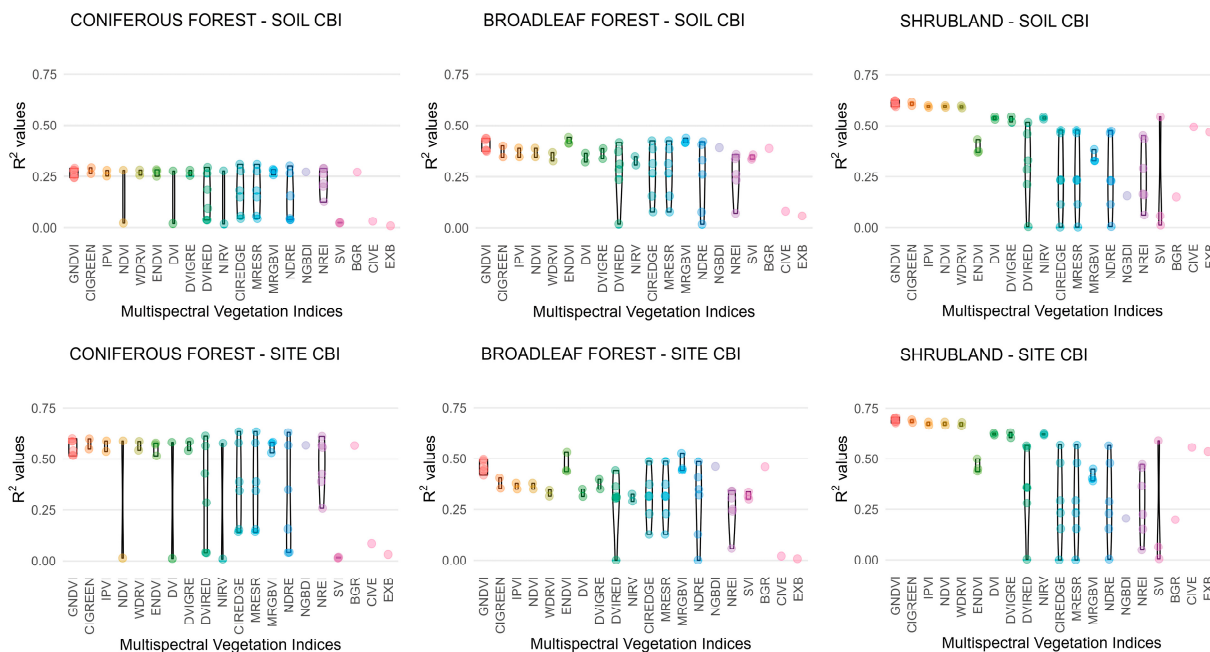 CONIFEROUS FOREST - SOIL CBI
0.75
0.50
0.25
0.00
R² values
GNDVI
CIGREEN
IPVI
NDVI
WDRVI
ENDVI
DVI
DVIGRE
DVIRED
NIRV
CIREDGE
MRESR
MRGBVI
NDRE
NGBDI
NREI
SVI
BGR
CIVE
EXB
Multispectral Vegetation Indices
BROADLEAF FOREST - SOIL CBI
0.75
0.50
0.25
0.00
R² values
GNDVI
CIGREEN
IPVI
NDVI
WDRVI
ENDVI
DVI
DVIGRE
DVIRED
NIRV
CIREDGE
MRESR
MRGBVI
NDRE
NGBDI
NREI
SVI
BGR
CIVE
EXB
Multispectral Vegetation Indices
SHRUBLAND - SOIL CBI
0.75
0.50
0.25
0.00
R² values
GNDVI
CIGREEN
IPVI
NDVI
WDRVI
ENDVI
DVI
DVIGRE
DVIRED
NIRV
CIREDGE
MRESR
MRGBVI
NDRE
NGBDI
NREI
SVI
BGR
CIVE
EXB
Multispectral Vegetation Indices
CONIFEROUS FOREST - SITE CBI
0.75
0.50
0.25
0.00
R² values
GNDVI
CIGREEN
IPVI
NDV
WDRV
ENDV
DVI
DVIGRE
DVIRED
NIRV
CIREDGE
MRESR
MRGBVI
NDRE
NGBD
NRE
SV
BGR
CIVE
EXB
Multispectral Vegetation Indices
BROADLEAF FOREST - SITE CBI
0.75
0.50
0.25
0.00
R² values
GNDVI
CIGREEN
IPVI
NDVI
WDRVI
ENDVI
DVI
DVIGRE
DVIRED
NIRV
CIREDGE
MRESR
MRGBVI
NDRE
NGBDI
NREI
SVI
BGR
CIVE
EXB
Multispectral Vegetation Indices
SHRUBLAND - SITE CBI
0.75
0.50
0.25
0.00
R² values
GNDVI
CIGREEN
IPVI
NDVI
WDRVI
ENDVI
DVI
DVIGRE
DVIRED
NIRV
CIREDGE
MRESR
MRGBVI
NDRE
NGBDI
NREI
SVI
BGR
CIVE
EXB
Multispectral Vegetation Indices